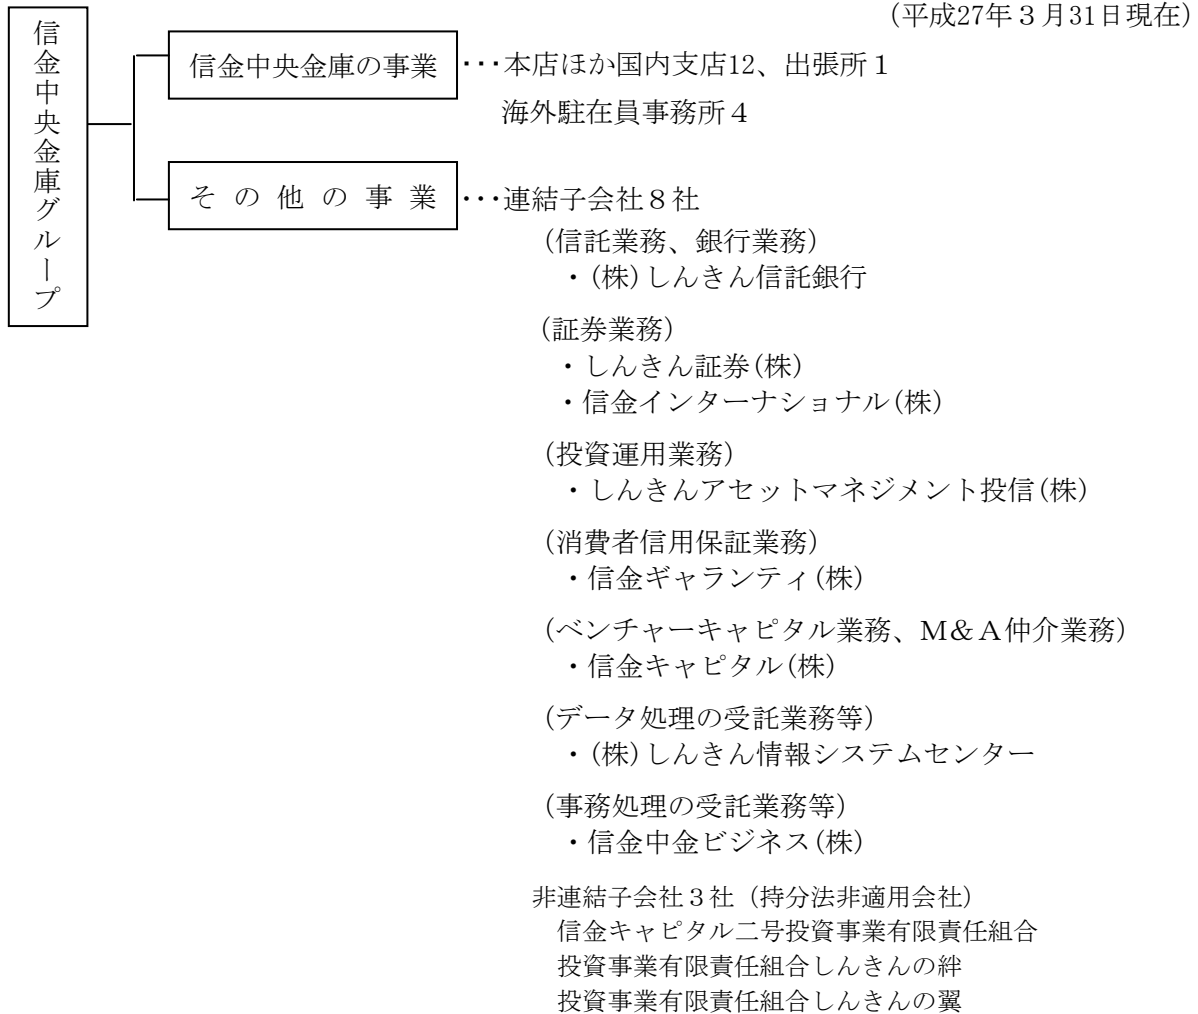 (平成27年３月31日現在)
信金中央金庫グループ
信金中央金庫の事業 ･･･本店ほか国内支店12、出張所１
海外駐在員事務所４
そ の 他 の 事 業 ･･･連結子会社８社
(信託業務、銀行業務)
・(株)しんきん信託銀行
(証券業務)
・しんきん証券(株)
・信金インターナショナル(株)
(投資運用業務)
・しんきんアセットマネジメント投信(株)
(消費者信用保証業務)
・信金ギャランティ(株)
(ベンチャーキャピタル業務、Ｍ＆Ａ仲介業務)
・信金キャピタル(株)
(データ処理の受託業務等)
・(株)しんきん情報システムセンター
(事務処理の受託業務等)
・信金中金ビジネス(株)
非連結子会社３社（持分法非適用会社）
信金キャピタル二号投資事業有限責任組合
投資事業有限責任組合しんきんの絆
投資事業有限責任組合しんきんの翼